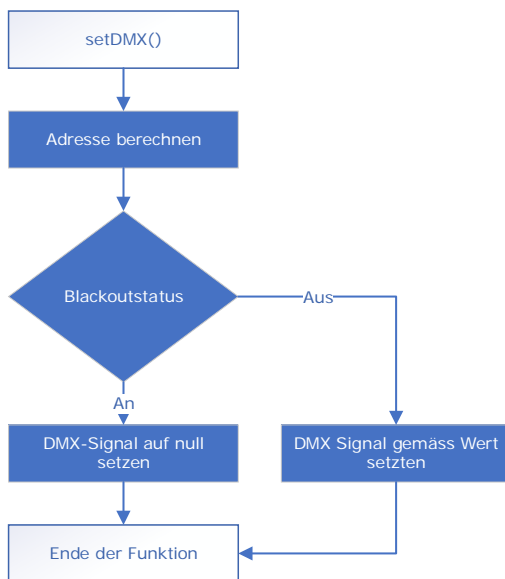 setDMX()
Adresse berechnen
Blackoutstatus
Aus
An
DMX-Signal auf null
setzen
DMX Signal gemäss Wert
setzten
Ende der Funktion